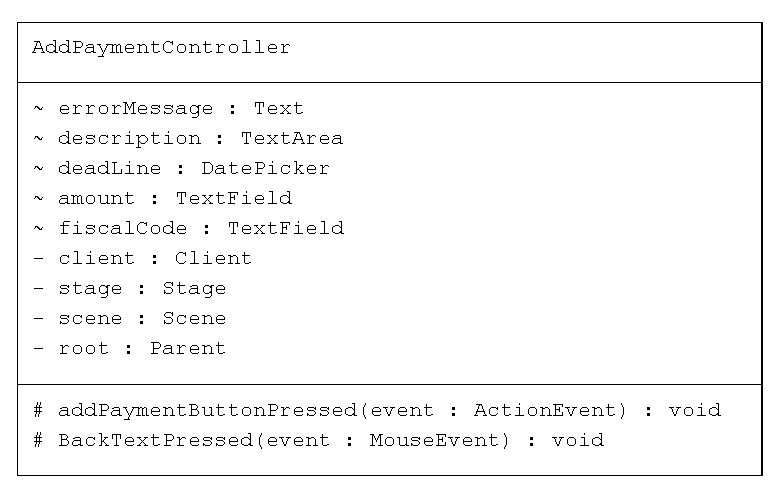 AddPaymentController
~ errorMessage : Text
~ description : TextArea
~ deadLine : DatePicker
~ amount : TextField
~ fiscalCode : TextField
- client : Client
- stage : Stage
- scene : Scene
- root : Parent
# addPaymentButtonPressed(event : ActionEvent) : void
# BackTextPressed(event : MouseEvent) : void